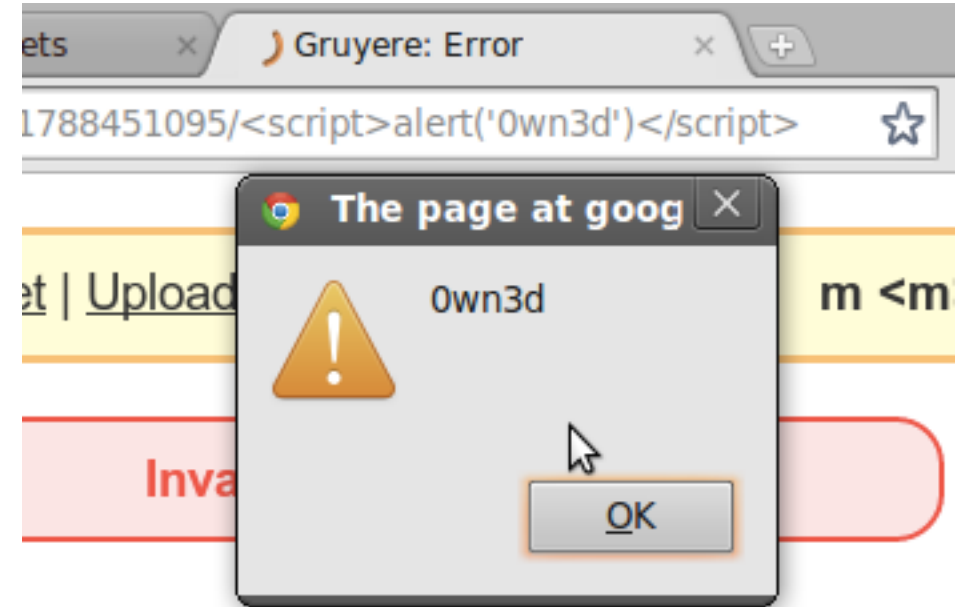 ets × Gruyere: Error ×
1788451095/<script>alert('0wn3d')</script>
The page at goog
et | Upload
m <m
0wn3d
Inva
OK